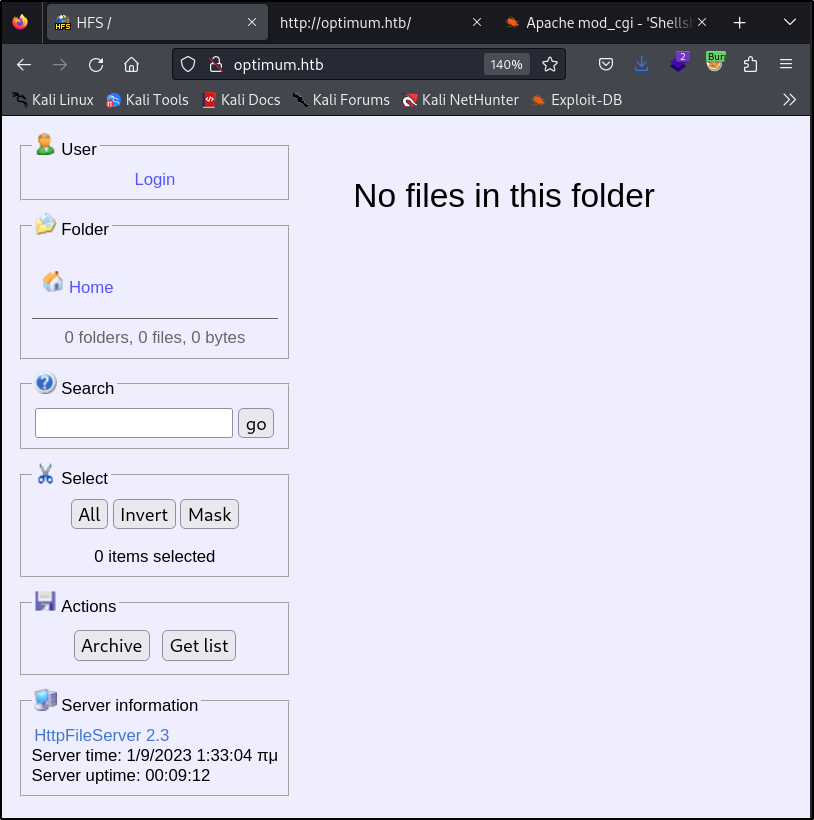 HFS /
http://optimum.htb/
Apache mod_cgi - 'Shells
optimum.htb
140%
2
Burr
Kali Linux
Kali Tools
Kali Docs
Kali Forums
Kali NetHunter
Exploit-DB
User
Login
No files in this folder
Folder
Home
0 folders, 0 files, 0 bytes
Search
go
Select
All Invert Mask
0 items selected
Actions
Archive Get list
Server information
HttpFileServer 2.3
Server time: 1/9/2023 1:33:04 πμ
Server uptime: 00:09:12